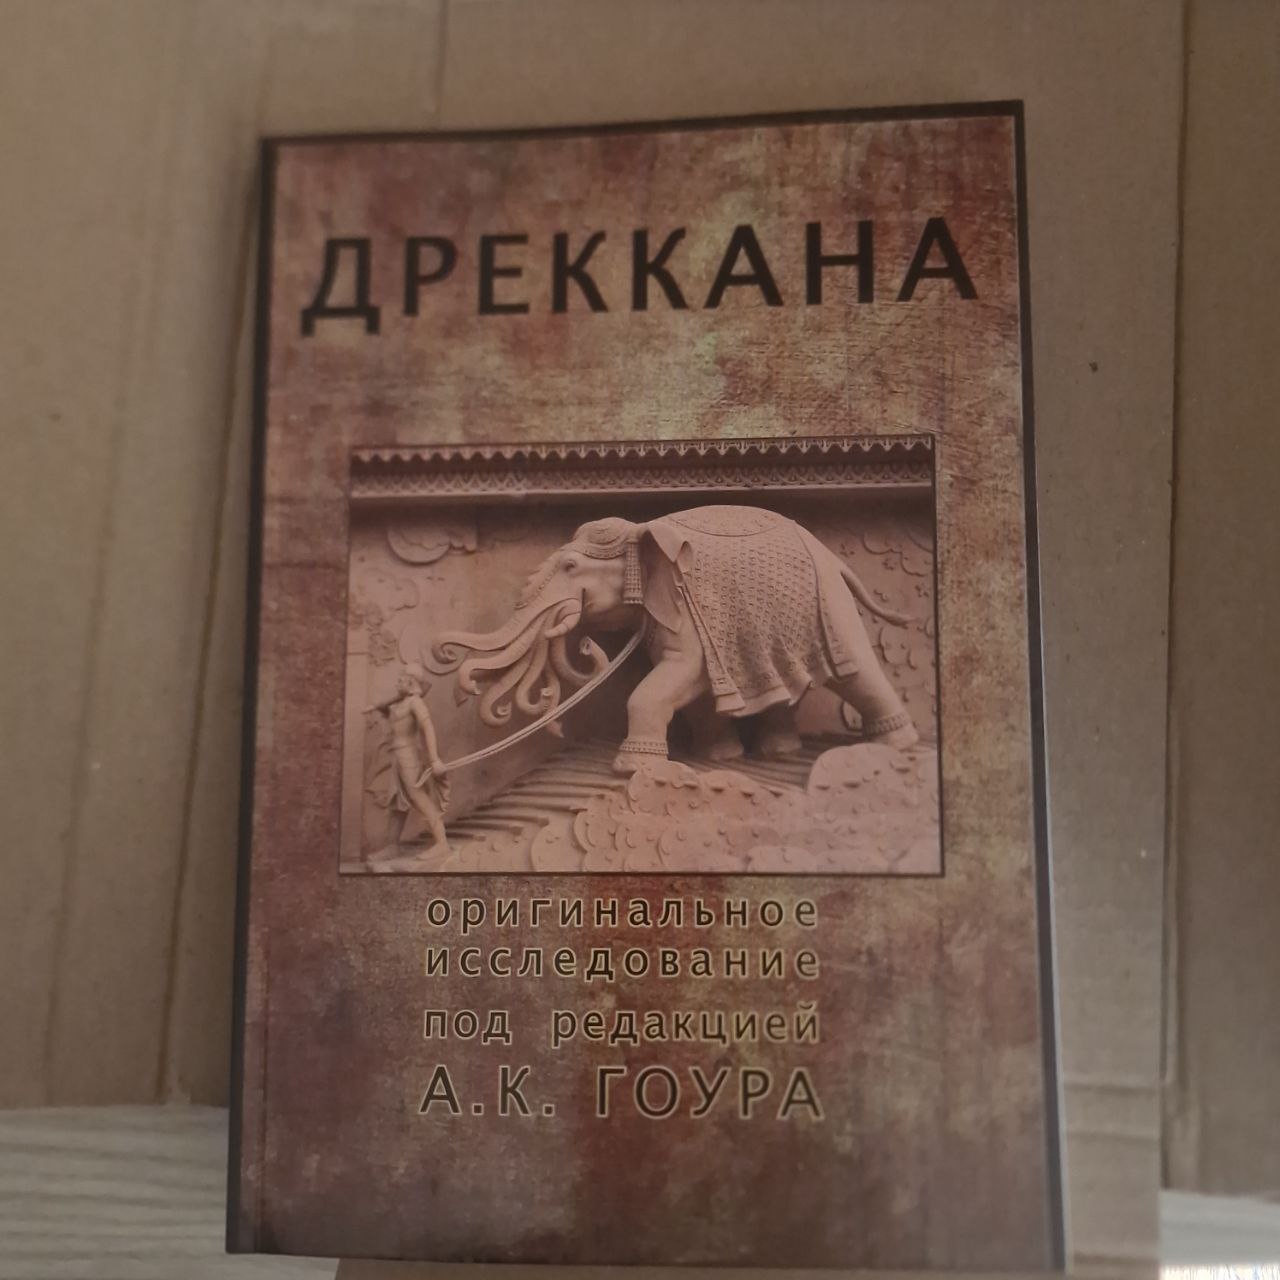 ДРЕККАНА
оригинальное
исследование
под редакцией
А.К. ГОУРА